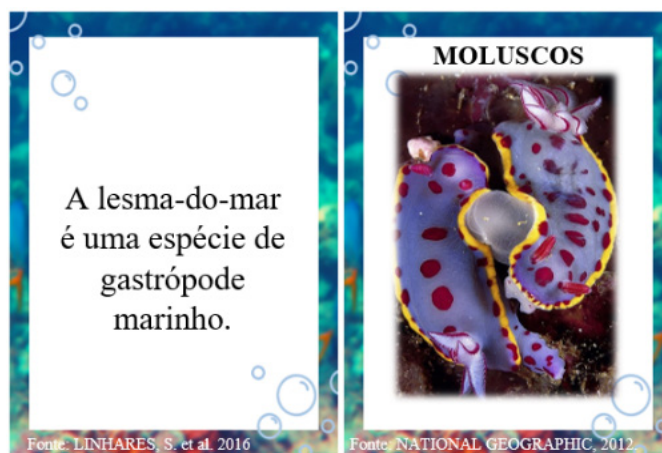 A lesma-do-mar
é uma espécie de
gastrópode
marinho.
Fonte: LINHARES, S. et al. 2016
MOLUSCOS
Fonte: NATIONAL GEOGRAPHIC, 2012.